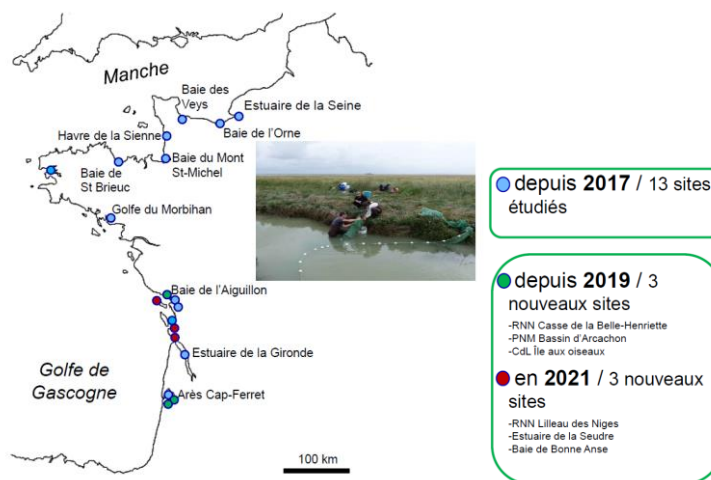 Manche
Baie des
Veys
Estuaire de la Seine
Baie de l'Orne
Havre de la Sienne
Baie du Mont
St-Michel
Baie de
St Brieuc
Golfe du Morbihan
Baie de l'Aiguillon
Estuaire de la Gironde
Golfe de
Gascogne
Arès Cap-Ferret
100 km
depuis 2017 / 13 sites
étudiés
depuis 2019 / 3
nouveaux sites
-RNN Casse de la Belle-Henriette
-PNM Bassin d'Arcachon
-CdL Île aux oiseaux
en 2021 / 3 nouveaux
sites
-RNN Lilleau des Niges
-Estuaire de la Seudre
-Baie de Bonne Anse